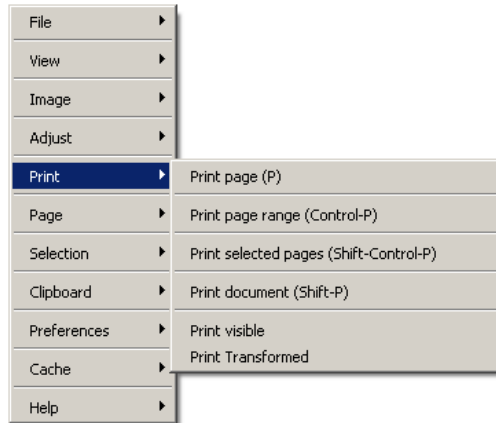 File
View
Image
Adjust
Print
Page
Selection
Clipboard
Preferences
Cache
Help
Print page (P)
Print page range (Control-P)
Print selected pages (Shift-Control-P)
Print document (Shift-P)
Print visible
Print Transformed